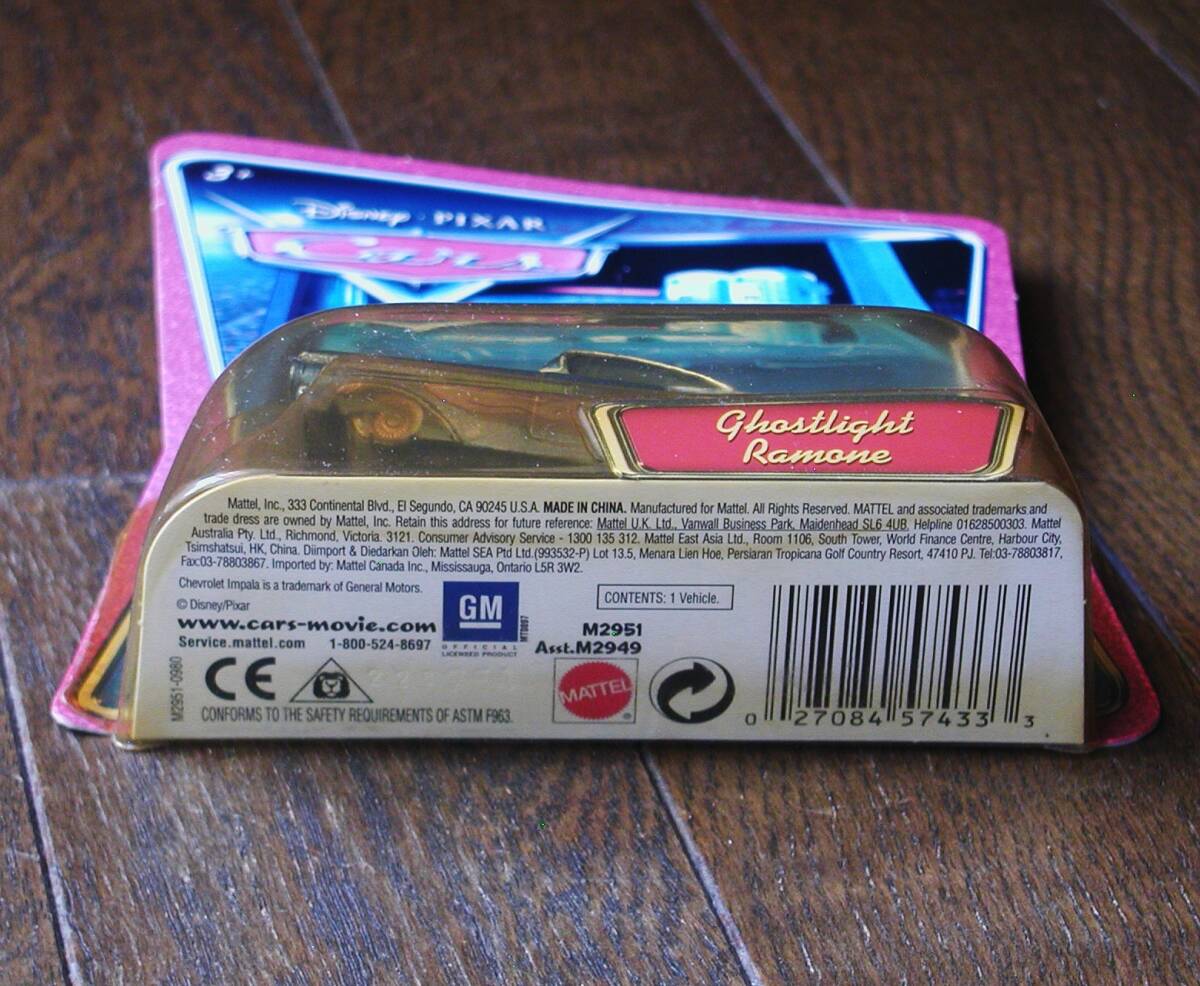 3+
Disney · PIXAR
Cars
Ghostlight
Ramone
Mattel, Inc., 333 Continental Blvd., El Segundo, CA 90245 U.S.A. MADE IN CHINA. Manufactured for Mattel. All Rights Reserved. MATTEL and associated trademarks and
trade dress are owned by Mattel, Inc. Retain this address for future reference: Mattel U.K. Ltd., Vanwall Business Park, Maidenhead SL6 4UB. Helpline 01628500303. Mattel
Australia Pty. Ltd., Richmond, Victoria. 3121. Consumer Advisory Service - 1300 135 312. Mattel East Asia Ltd., Room 1106, South Tower, World Finance Centre, Harbour City,
Tsimshatsui, HK, China. Diimport & Diedarkan Oleh: Mattel SEA Ptd Ltd.(993532-P) Lot 13.5, Menara Lien Hoe, Persiaran Tropicana Golf Country Resort, 47410 PJ. Tel:03-78803817,
Fax:03-78803867. Imported by: Mattel Canada Inc., Mississauga, Ontario L5R 3W2.
Chevrolet Impala is a trademark of General Motors.
© Disney/Pixar
www.cars-movie.com
Service.mattel.com 1-800-524-8697
GM
OFFICIAL
LICENSED PRODUCT
MT0897
CONTENTS: 1 Vehicle.
M2951
Asst.M2949
M2951-0980
CE
CONFORMS TO THE SAFETY REQUIREMENTS OF ASTM F963.
MATTEL
®
0 27084 57433 3